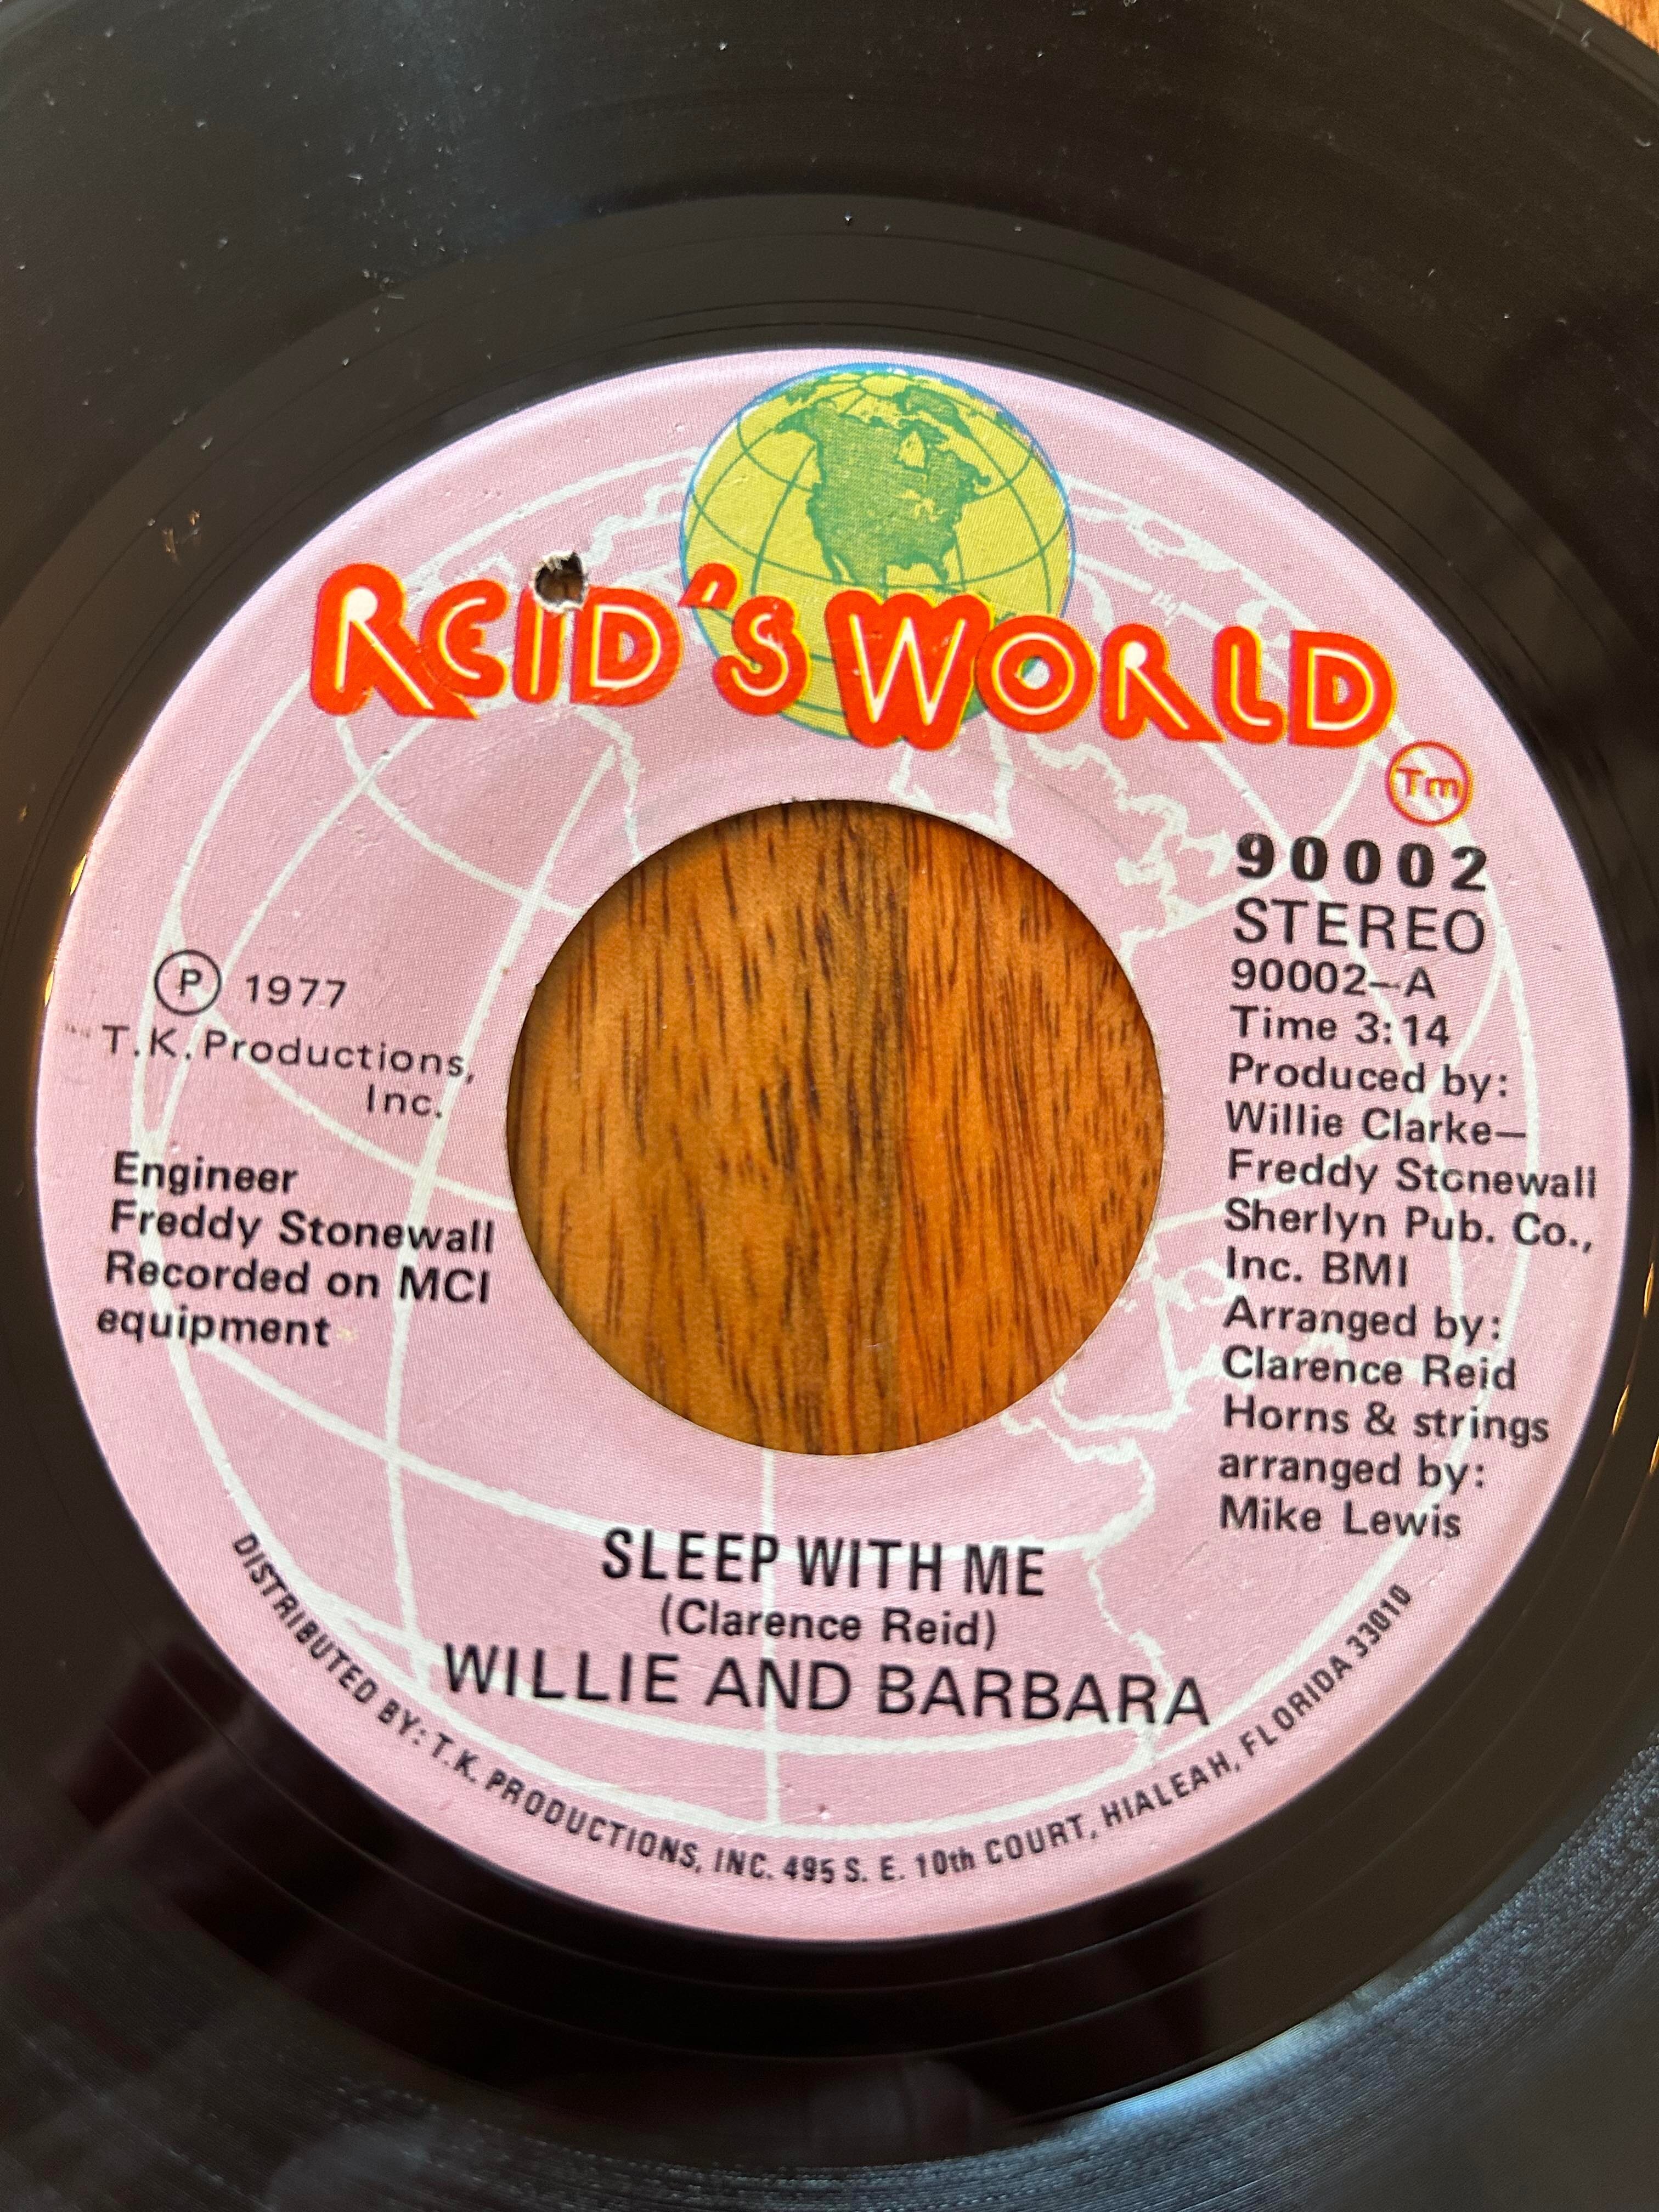 REID'S WORLD
Tm
90002
STEREO
90002-A
Time 3:14
Produced by:
Willie Clarke—
Freddy Stonewall
Sherlyn Pub. Co.,
Inc. BMI
Arranged by:
Clarence Reid
Horns & strings
arranged by:
Mike Lewis
Ⓟ 1977
T.K. Productions,
Inc.
Engineer
Freddy Stonewall
Recorded on MCI
equipment
SLEEP WITH ME
(Clarence Reid)
WILLIE AND BARBARA
DISTRIBUTED BY: T.K. PRODUCTIONS, INC. 495 S. E. 10th COURT, HIALEAH, FLORIDA 33010